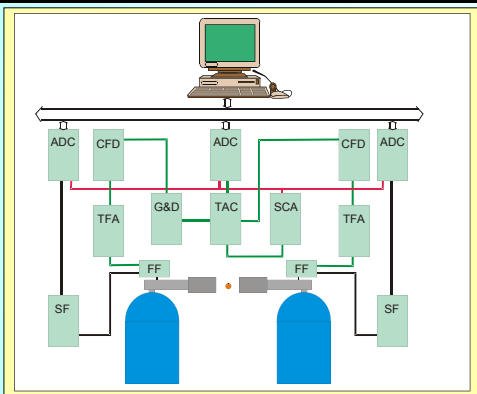 ADC CFD ADC CFD ADC
TFA G&D TAC SCA TFA
FF FF
SF SF